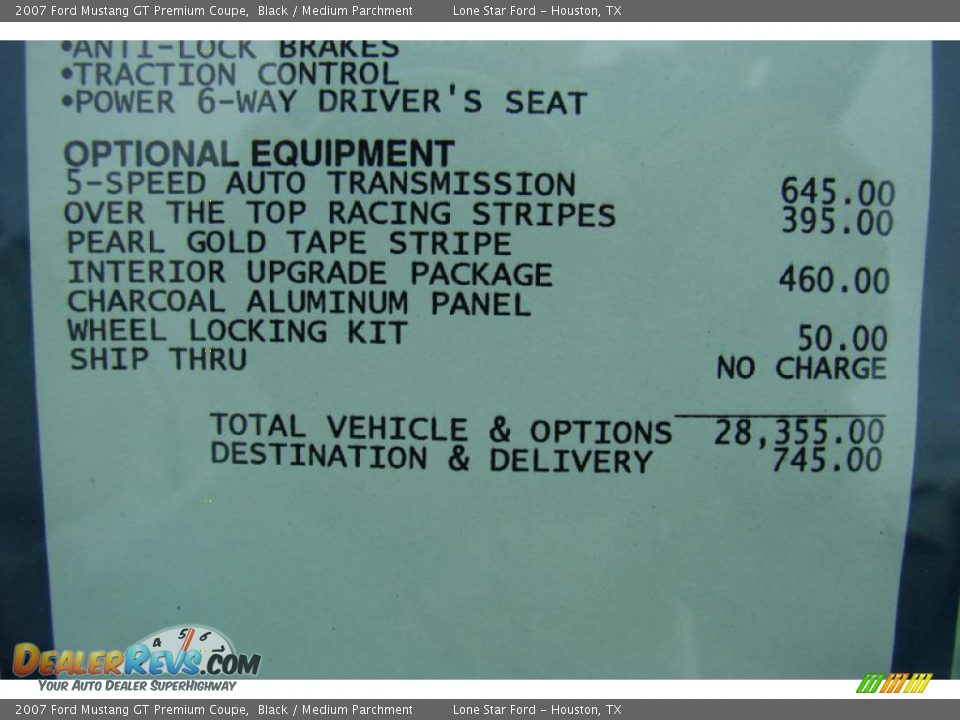 2007 Ford Mustang GT Premium Coupe, Black / Medium Parchment Lone Star Ford - Houston, TX
•ANTI-LOCK BRAKES
•TRACTION CONTROL
•POWER 6-WAY DRIVER'S SEAT
OPTIONAL EQUIPMENT
5-SPEED AUTO TRANSMISSION 645.00
OVER THE TOP RACING STRIPES 395.00
PEARL GOLD TAPE STRIPE
INTERIOR UPGRADE PACKAGE 460.00
CHARCOAL ALUMINUM PANEL
WHEEL LOCKING KIT 50.00
SHIP THRU NO CHARGE
TOTAL VEHICLE & OPTIONS 28,355.00
DESTINATION & DELIVERY 745.00
4 5 6
DEALERREVS.COM
YOUR AUTO DEALER SUPERHIGHWAY
2007 Ford Mustang GT Premium Coupe, Black / Medium Parchment Lone Star Ford - Houston, TX